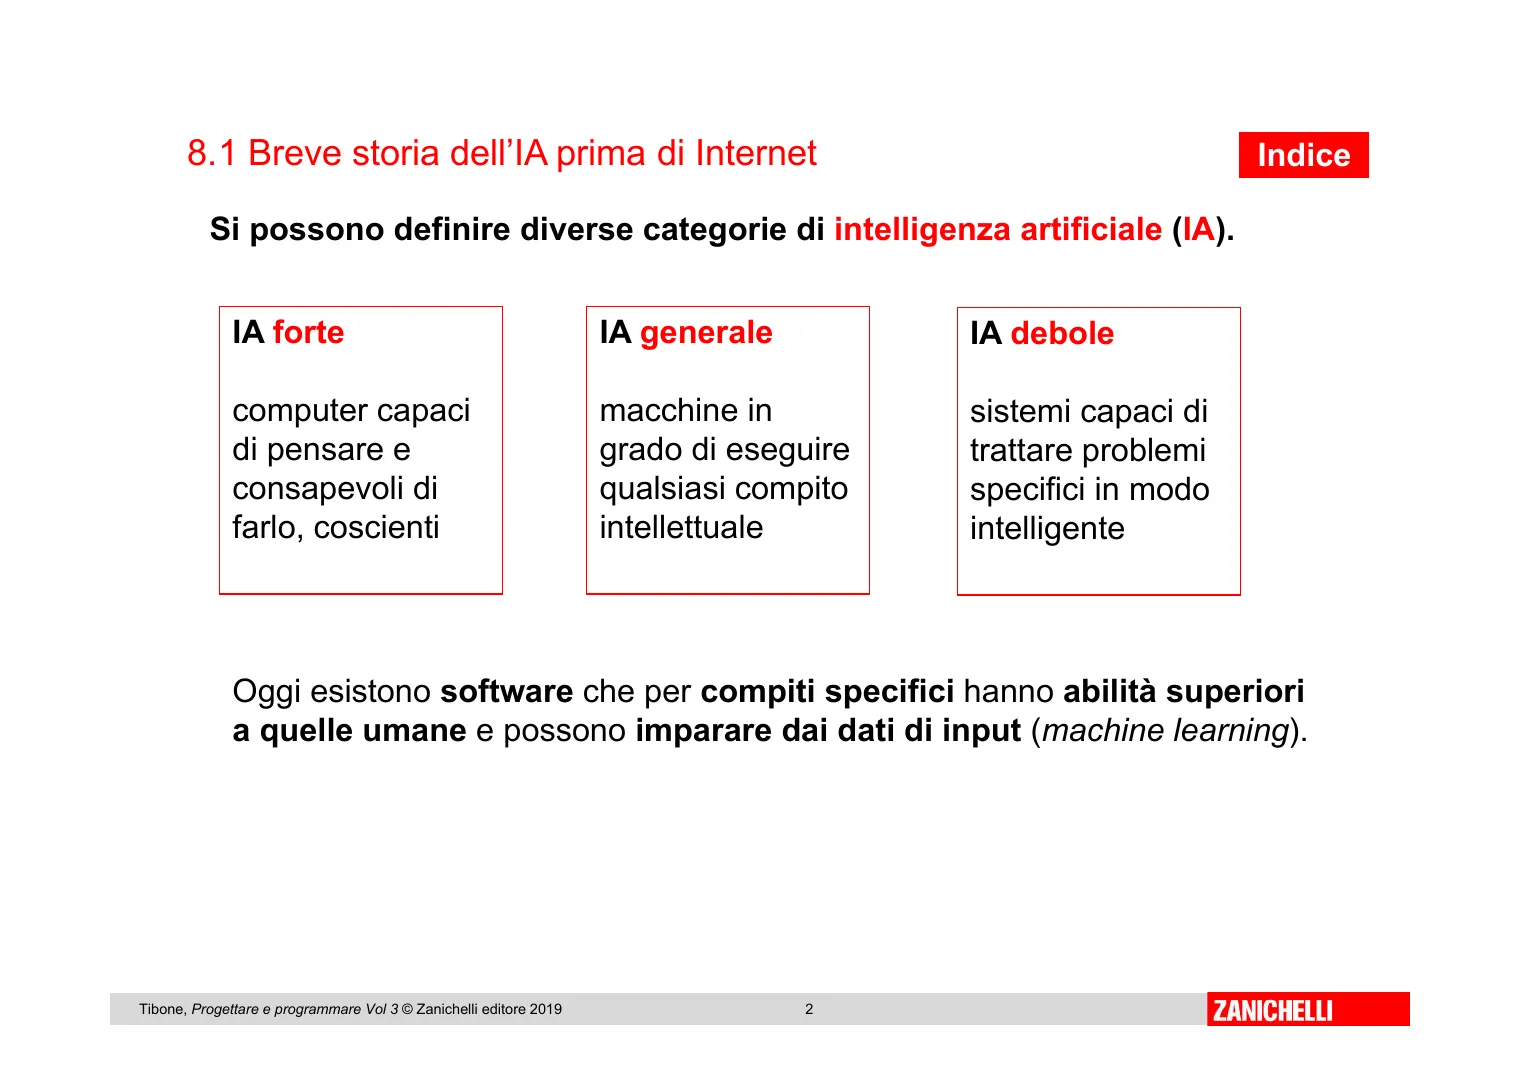 8.1 Breve storia dell’IA prima di Internet
Indice
Si possono definire diverse categorie di intelligenza artificiale (IA).
IA forte
computer capaci
di pensare e
consapevoli di
farlo, coscienti
IA generale
macchine in
grado di eseguire
qualsiasi compito
intellettuale
IA debole
sistemi capaci di
trattare problemi
specifici in modo
intelligente
Oggi esistono software che per compiti specifici hanno abilità superiori
a quelle umane e possono imparare dai dati di input (machine learning).
Tibone, Progettare e programmare Vol 3 © Zanichelli editore 2019
2
ZANICHELLI